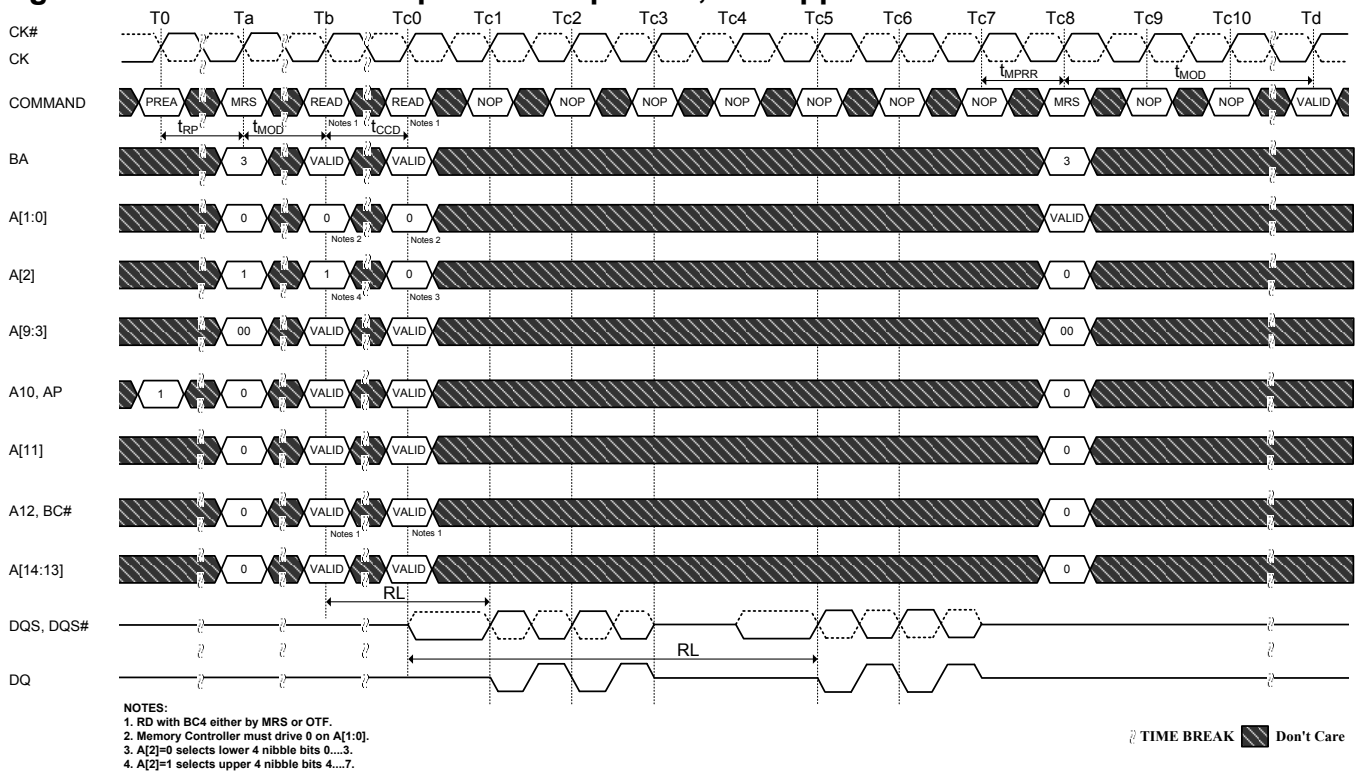 T0 Ta Tb Tc0 Tc1 Tc2 Tc3 Tc4 Tc5 Tc6 Tc7 Tc8 Tc9 Tc10 Td
CK#
CK
tMPRR tMOD
COMMAND PREA MRS READ READ NOP NOP NOP NOP NOP NOP NOP MRS NOP NOP VALID
Notes 1 Notes 1
tRP tMOD tCCD
BA 3 VALID VALID 3
A[1:0] 0 0 0 VALID
Notes 2 Notes 2
A[2] 1 1 0 0
Notes 4 Notes 3
A[9:3] 00 VALID VALID 00
A10, AP 1 0 VALID VALID 0
A[11] 0 VALID VALID 0
A12, BC# 0 VALID VALID 0
Notes 1 Notes 1
A[14:13] 0 VALID VALID 0
RL
DQS, DQS#
RL
DQ
NOTES:
1. RD with BC4 either by MRS or OTF.
2. Memory Controller must drive 0 on A[1:0].
3. A[2]=0 selects lower 4 nibble bits 0....3.
4. A[2]=1 selects upper 4 nibble bits 4....7.
TIME BREAK Don't Care